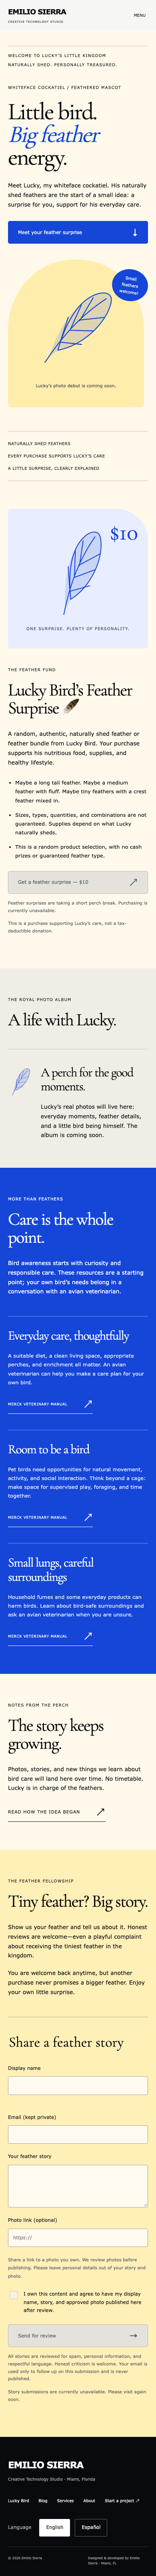 EMILIO SIERRA
CREATIVE TECHNOLOGY STUDIO
MENU
WELCOME TO LUCKY'S LITTLE KINGDOM
NATURALLY SHED. PERSONALLY TREASURED.
WHITEFACE COCKATIEL / FEATHERED MASCOT
Little bird.
Big feather
energy.
Meet Lucky, my whiteface cockatiel. His naturally
shed feathers are the start of a small idea: a
surprise for you, support for his everyday care.
Meet your feather surprise ↓
Small
feathers
welcome!
Lucky's photo debut is coming soon.
NATURALLY SHED FEATHERS
EVERY PURCHASE SUPPORTS LUCKY'S CARE
A LITTLE SURPRISE, CLEARLY EXPLAINED
$10
ONE SURPRISE. PLENTY OF PERSONALITY.
THE FEATHER FUND
Lucky Bird's Feather
Surprise 🪶
A random, authentic, naturally shed feather or
feather bundle from Lucky Bird. Your purchase
supports his nutritious food, supplies, and
healthy lifestyle.
• Maybe a long tail feather. Maybe a medium
feather with fluff. Maybe tiny feathers with a
feather mixed in.
• Sizes, types, quantities, and combinations are not
guaranteed. Supplies depend on what Lucky
naturally sheds.
• This is a random product selection, with no cash
prizes or guaranteed feather type.
Get a feather surprise — $10 ↗
Feather surprises are taking a short perch break. Purchasing is
currently unavailable.
This is a purchase supporting Lucky's care, not a tax-
deductible donation.
THE ROYAL PHOTO ALBUM
A life with Lucky.
A perch for the good
moments.
Lucky's real photos will live here:
everyday moments, feather details,
and a little bird being himself. The
album is coming soon.
MORE THAN FEATHERS
Care is the whole
point.
Bird awareness starts with curiosity and
responsible care. These resources are a starting
point; your own bird's needs belong in a
conversation with an avian veterinarian.
Everyday care, thoughtfully
A suitable diet, a clean living space, appropriate
perches, and enrichment all matter. An avian
veterinarian can help you make a care plan for your
own bird.
MERCK VETERINARY MANUAL ↗
Room to be a bird
Pet birds need opportunities for natural movement,
activity, and social interaction. Think beyond a cage:
make space for supervised play, foraging, and time
together.
MERCK VETERINARY MANUAL ↗
Small lungs, careful
surroundings
Household fumes and some everyday products can
harm birds. Learn about bird-safe surroundings and
ask an avian veterinarian when you are unsure.
MERCK VETERINARY MANUAL ↗
NOTES FROM THE PERCH
The story keeps
growing.
Photos, stories, and new things we learn about
bird care will land here over time. No timetable.
Lucky is in charge of the feathers.
READ HOW THE IDEA BEGAN ↗
THE FEATHER FELLOWSHIP
Tiny feather? Big story.
Show us your feather and tell us about it. Honest
reviews are welcome—even a playful complaint
about receiving the tiniest feather in the
kingdom.
You are welcome back anytime, but another
purchase never promises a bigger feather. Enjoy
your own little surprise.
Share a feather story
Display name
Email (kept private)
Your feather story
Photo link (optional)
https://
Share a link to a photo you own. We review photos before
publishing. Please leave personal details out of your story and
photo.
I own this content and agree to have my display
name, story, and approved photo published here
after review.
Send for review →
All stories are reviewed for spam, personal information, and
respectful language. Honest criticism is welcome. Your email is
used only to follow up on this submission and is never
published.
Story submissions are currently unavailable. Please visit again
soon.
EMILIO SIERRA
Creative Technology Studio · Miami, Florida
Lucky Bird Blog Services About Start a project ↗
Language English Español
© 2026 Emilio Sierra
Designed & developed by Emilio
Sierra · Miami, FL